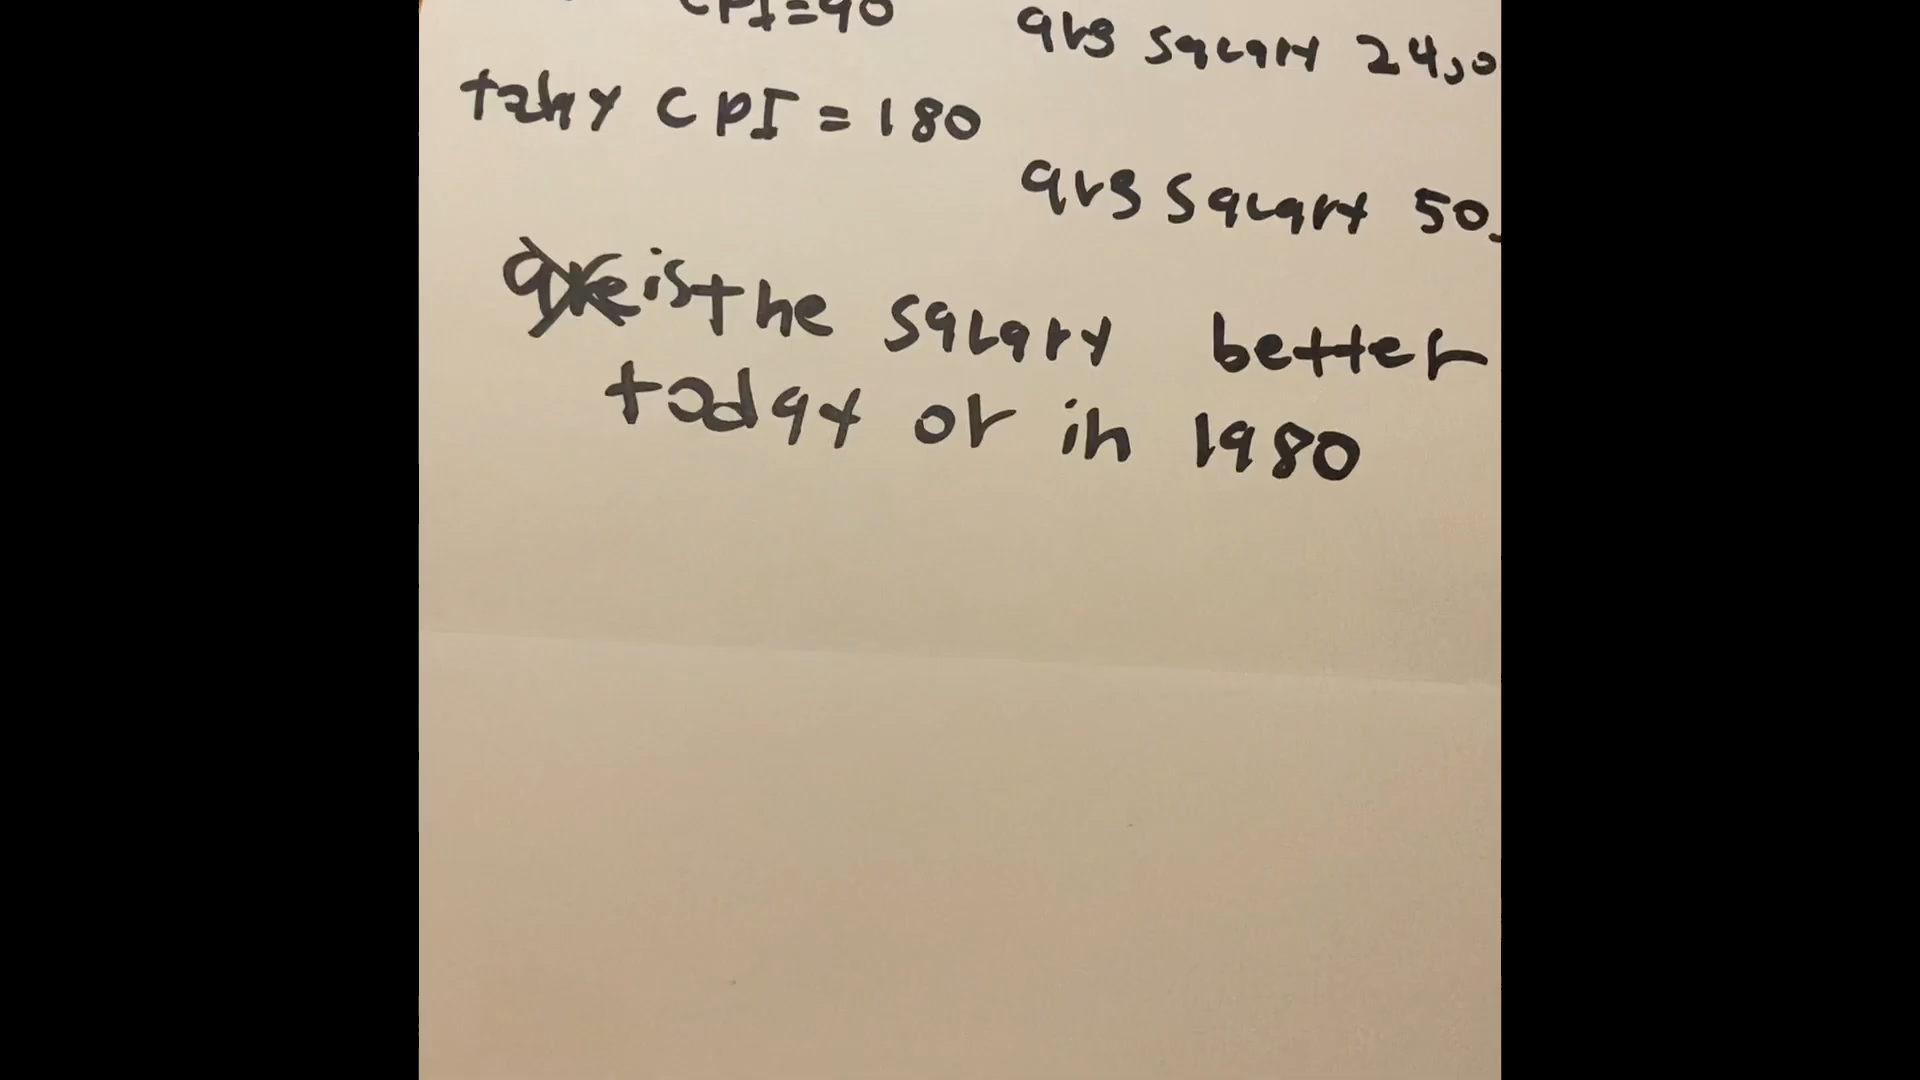 CPI=90 avg salary 24,0
tday CPI = 180
avg salary 50,
is the salary better
today or in 1980